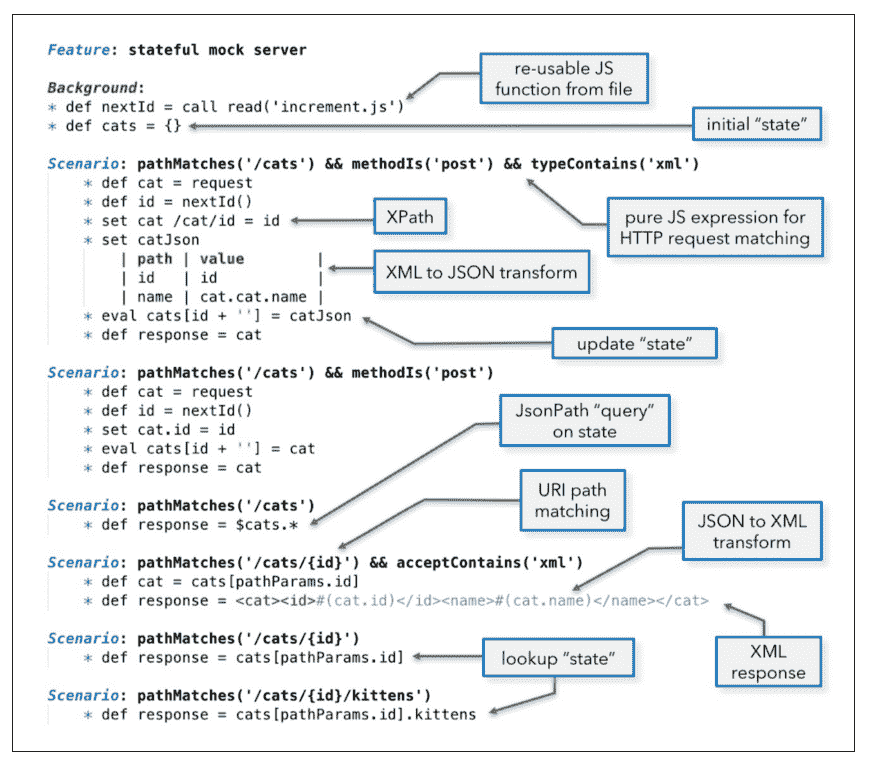 Feature: stateful mock server
re-usable JS
function from file
Background:
* def nextId = call read('increment.js')
* def cats = {}
initial “state”
Scenario: pathMatches('/cats') && methodIs('post') && typeContains('xml')
* def cat = request
* def id = nextId()
* set cat /cat/id = id
XPath
pure JS expression for
HTTP request matching
* set catJson
| path | value |
| id | id |
| name | cat.cat.name |
XML to JSON transform
* eval cats[id + ''] = catJson
* def response = cat
update “state”
Scenario: pathMatches('/cats') && methodIs('post')
* def cat = request
* def id = nextId()
* set cat.id = id
* eval cats[id + ''] = cat
* def response = cat
JsonPath “query”
on state
Scenario: pathMatches('/cats')
* def response = $cats.*
URI path
matching
JSON to XML
transform
Scenario: pathMatches('/cats/{id}') && acceptContains('xml')
* def cat = cats[pathParams.id]
* def response = <cat><id>#(cat.id)</id><name>#(cat.name)</name></cat>
XML
response
Scenario: pathMatches('/cats/{id}')
* def response = cats[pathParams.id]
lookup “state”
Scenario: pathMatches('/cats/{id}/kittens')
* def response = cats[pathParams.id].kittens